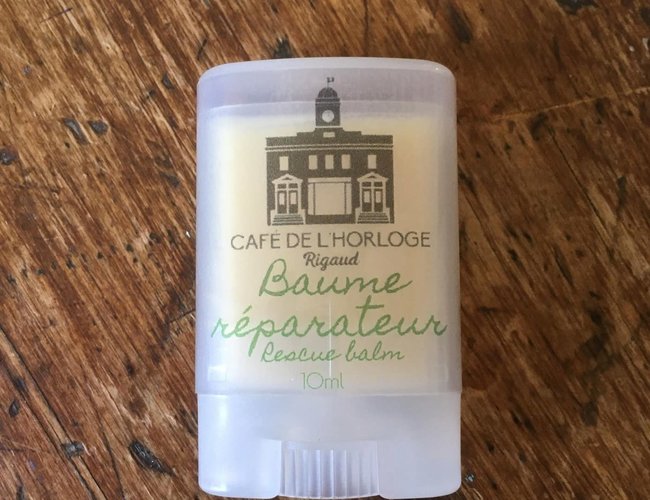 CAFÉ DE L'HORLOGE
Rigaud
Baume
réparateur
Rescue balm
10ml